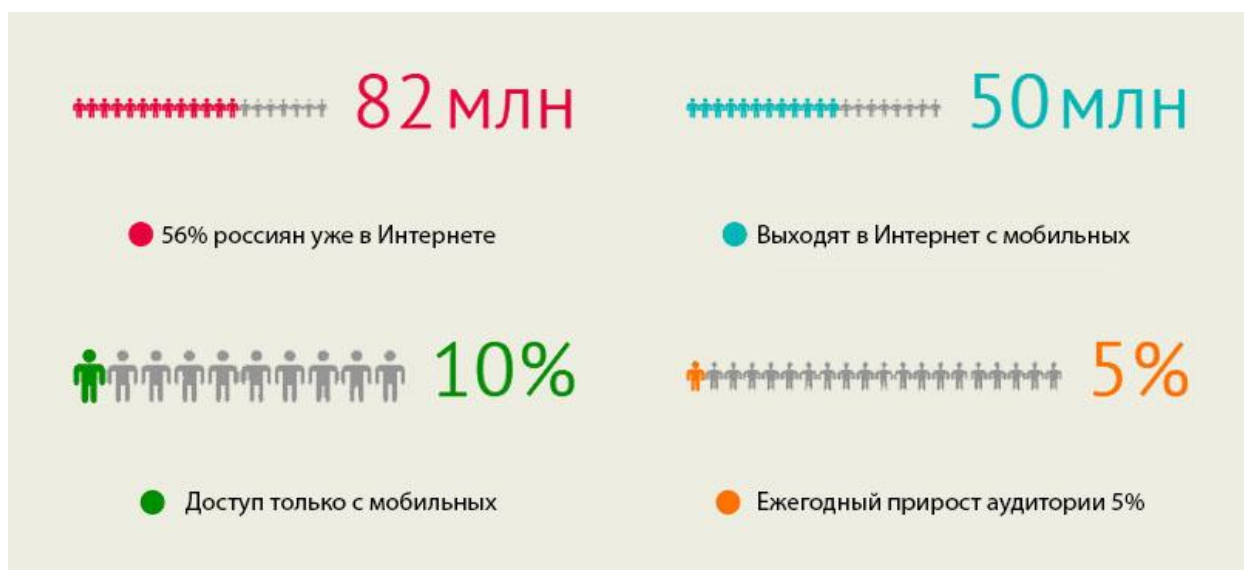 82 млн
50 млн
56% россиян уже в Интернете
Выходят в Интернет с мобильных
10%
5%
Доступ только с мобильных
Ежегодный прирост аудитории 5%